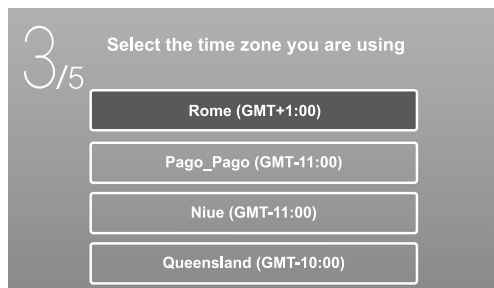 3/5
Select the time zone you are using
Rome (GMT+1:00)
Pago_Pago (GMT-11:00)
Niue (GMT-11:00)
Queensland (GMT-10:00)